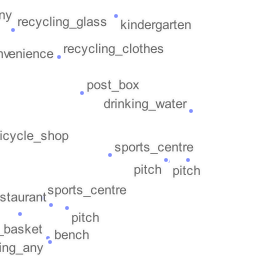 ny
recycling_glass
kindergarten
nvenience
recycling_clothes
post_box
drinking_water
icycle_shop
sports_centre
pitch
pitch
staurant
sports_centre
pitch
_basket
bench
ing_any